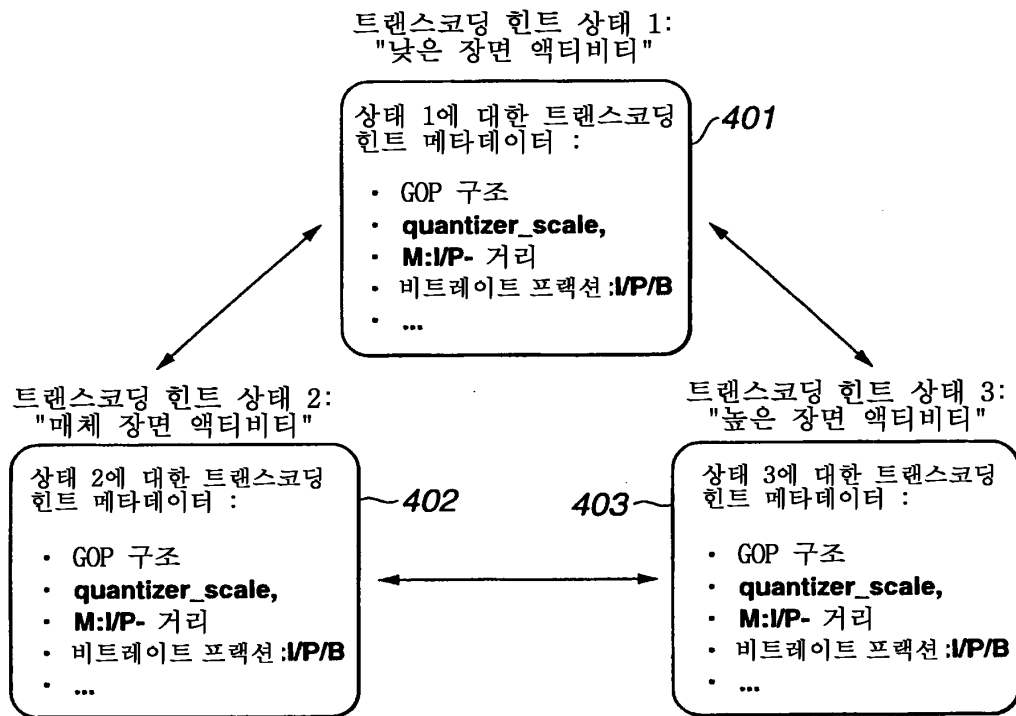 트랜스코딩 힌트 상태 1:
"낮은 장면 액티비티"
상태 1에 대한 트랜스코딩
힌트 메타데이터 :
· GOP 구조
· quantizer_scale,
· M:I/P- 거리
· 비트레이트 프랙션 :I/P/B
· ...
401
트랜스코딩 힌트 상태 2:
"매체 장면 액티비티"
상태 2에 대한 트랜스코딩
힌트 메타데이터 :
· GOP 구조
· quantizer_scale,
· M:I/P- 거리
· 비트레이트 프랙션 :I/P/B
· ...
402
트랜스코딩 힌트 상태 3:
"높은 장면 액티비티"
403
상태 3에 대한 트랜스코딩
힌트 메타데이터 :
· GOP 구조
· quantizer_scale,
· M:I/P- 거리
· 비트레이트 프랙션 :I/P/B
· ...